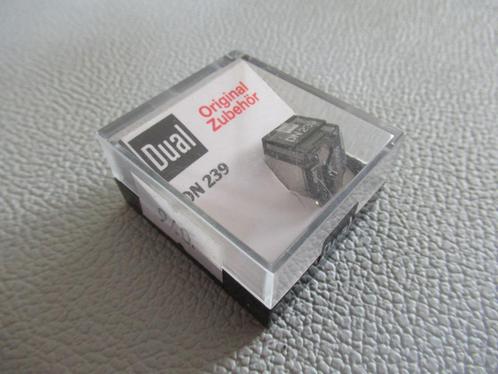 Dual
Original
Zubehör
DN 239